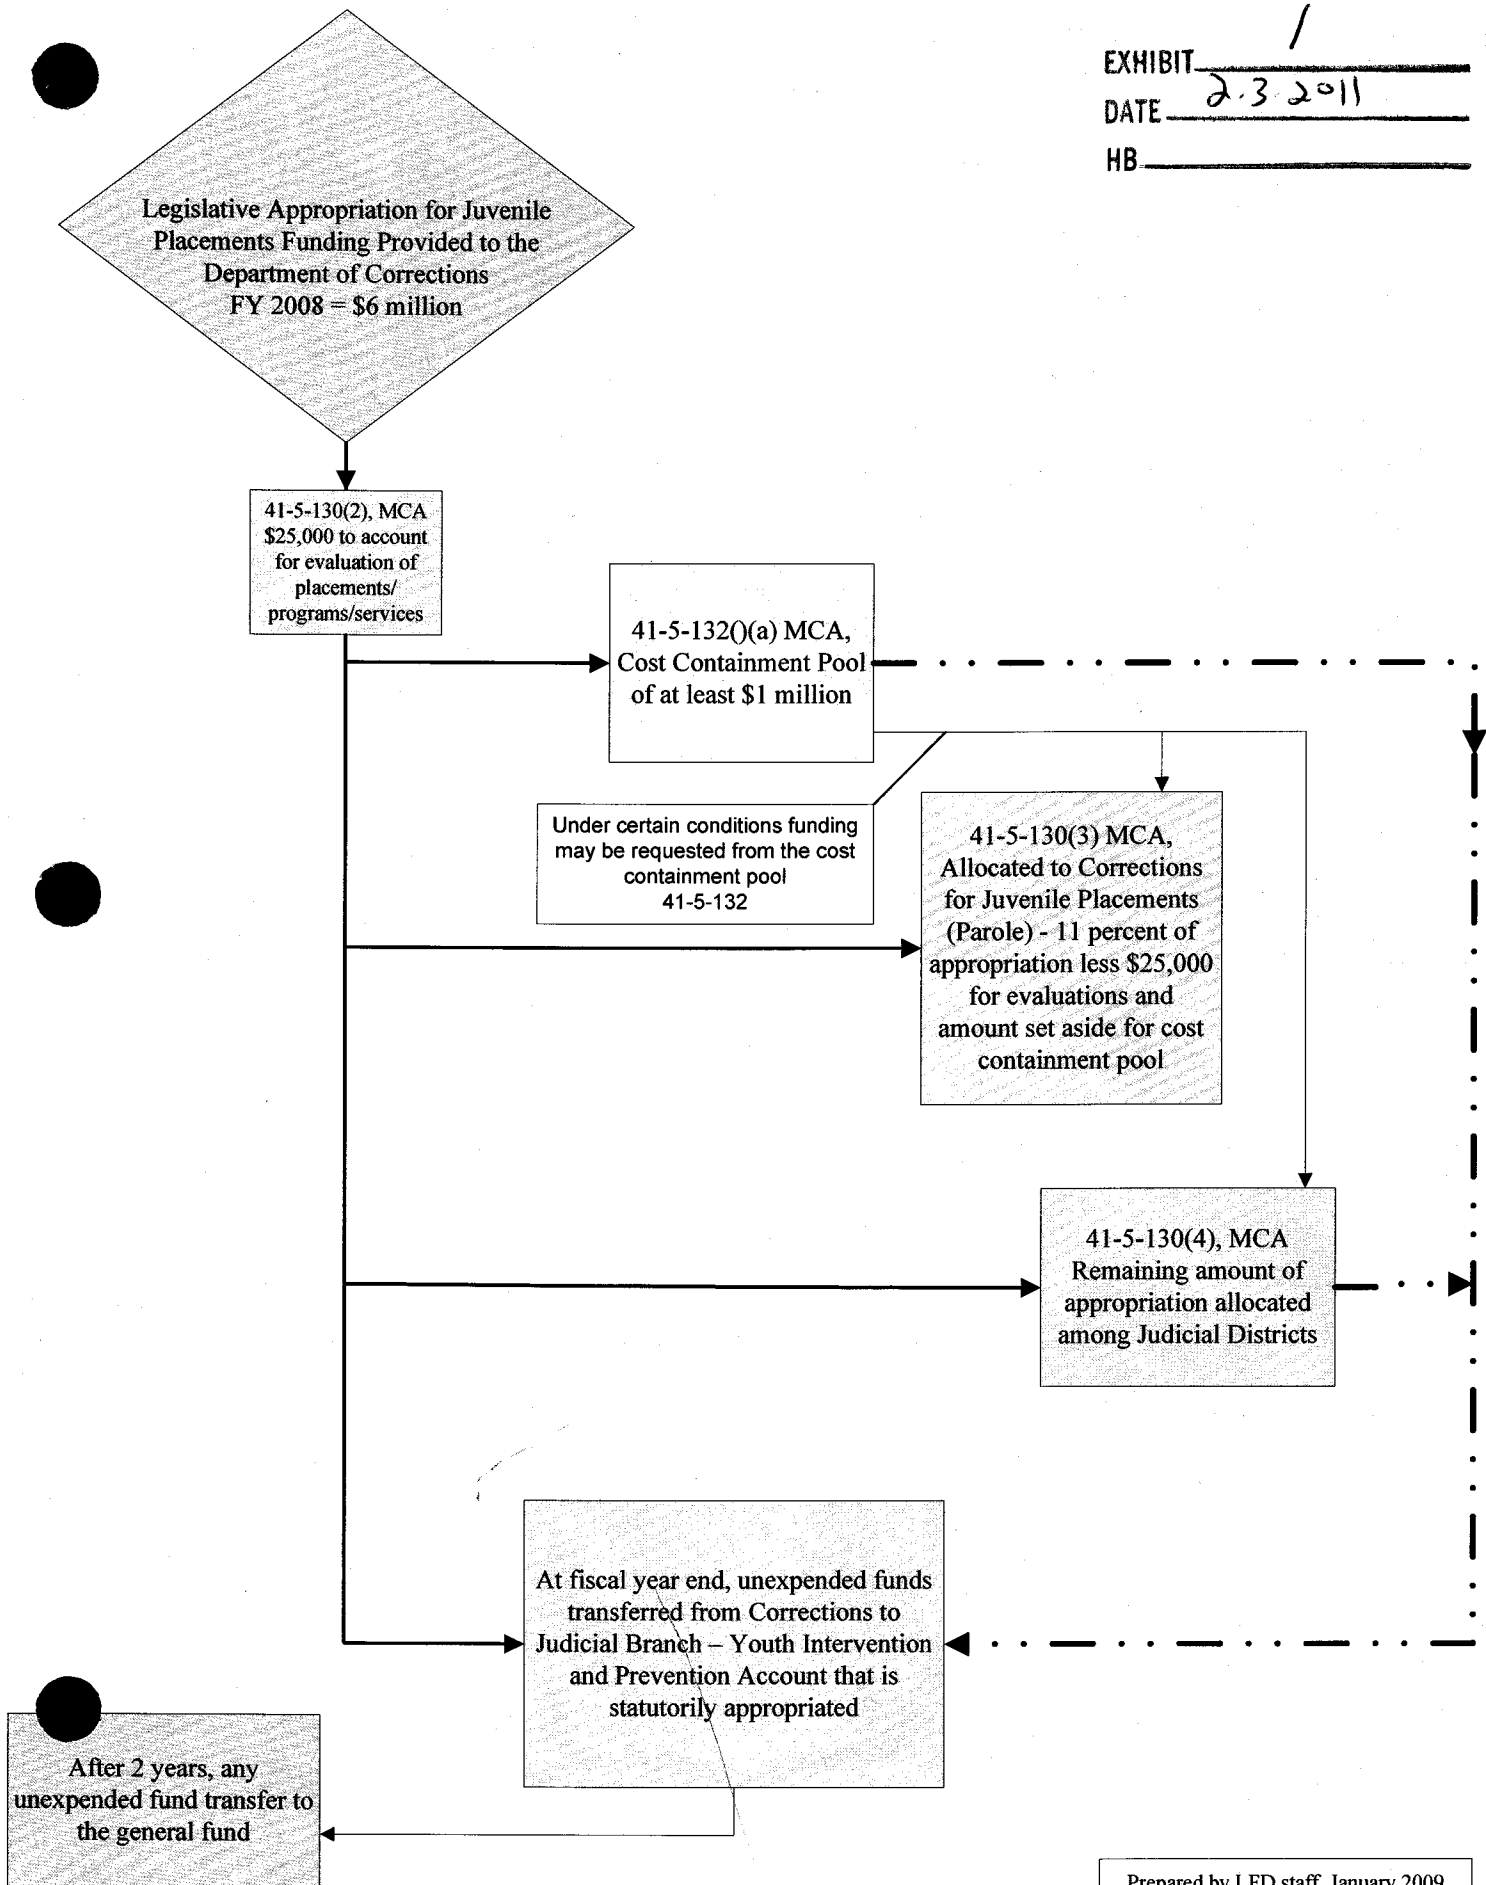 EXHIBIT 1
DATE 2.3.2011
HB
Legislative Appropriation for Juvenile
Placements Funding Provided to the
Department of Corrections
FY 2008 = $6 million
41-5-130(2), MCA
$25,000 to account
for evaluation of
placements/
programs/services
41-5-132()(a) MCA,
Cost Containment Pool
of at least $1 million
Under certain conditions funding
may be requested from the cost
containment pool
41-5-132
41-5-130(3) MCA,
Allocated to Corrections
for Juvenile Placements
(Parole) - 11 percent of
appropriation less $25,000
for evaluations and
amount set aside for cost
containment pool
41-5-130(4), MCA
Remaining amount of
appropriation allocated
among Judicial Districts
At fiscal year end, unexpended funds
transferred from Corrections to
Judicial Branch – Youth Intervention
and Prevention Account that is
statutorily appropriated
After 2 years, any
unexpended fund transfer to
the general fund
Prepared by LFD staff, January 2009